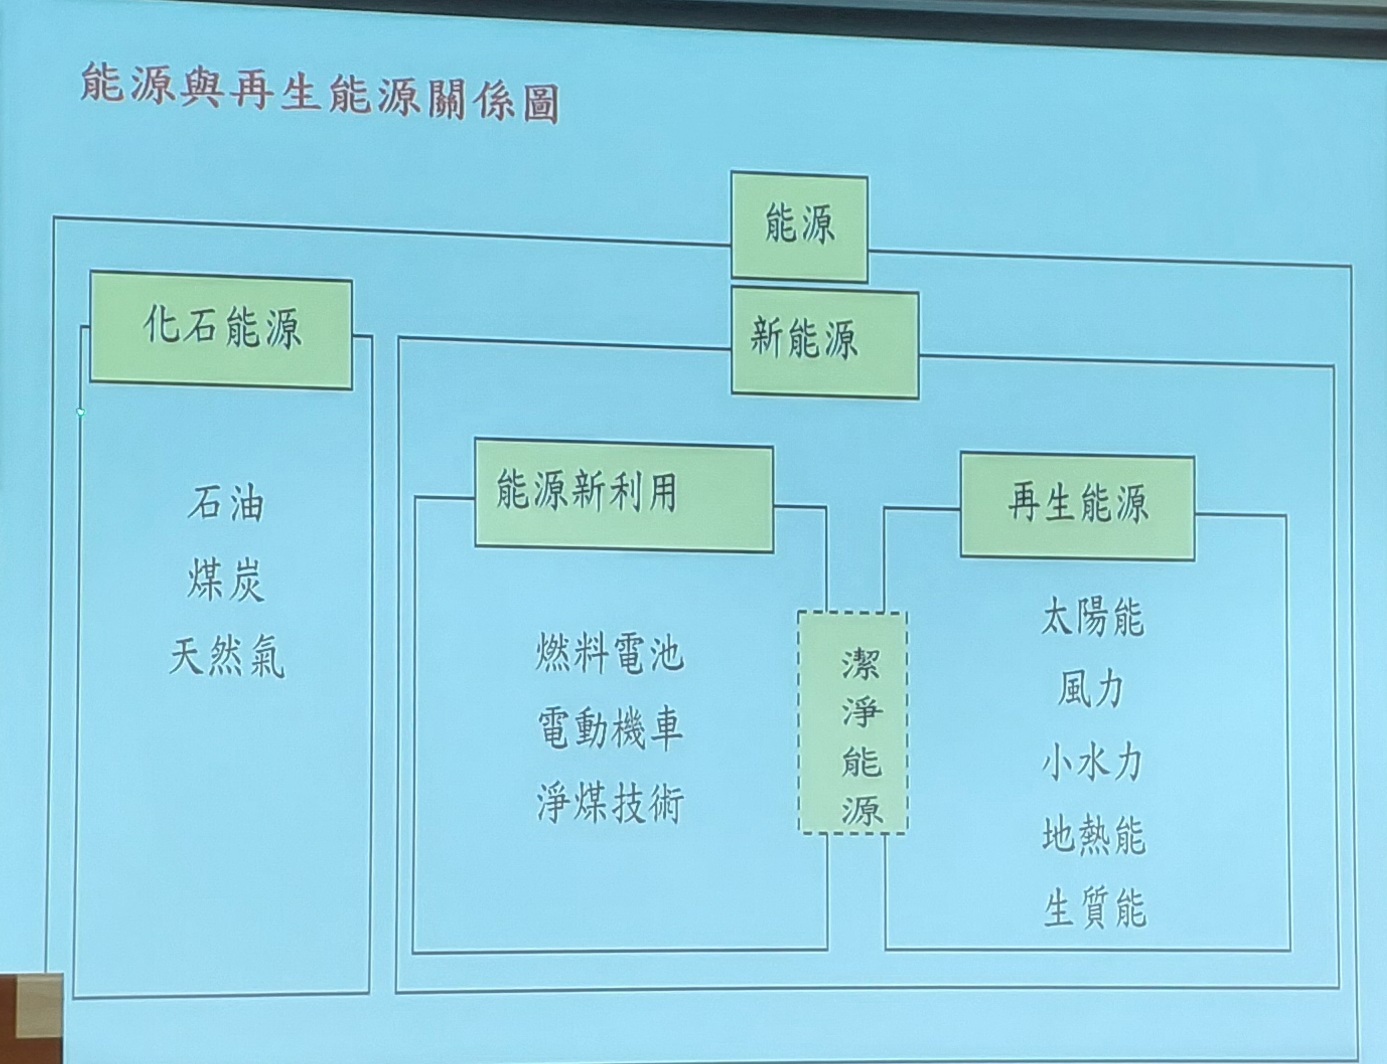 能源與再生能源關係圖
能源
化石能源
新能源
石油
煤炭
天然氣
能源新利用
燃料電池
電動機車
淨煤技術
潔淨能源
再生能源
太陽能
風力
小水力
地熱能
生質能